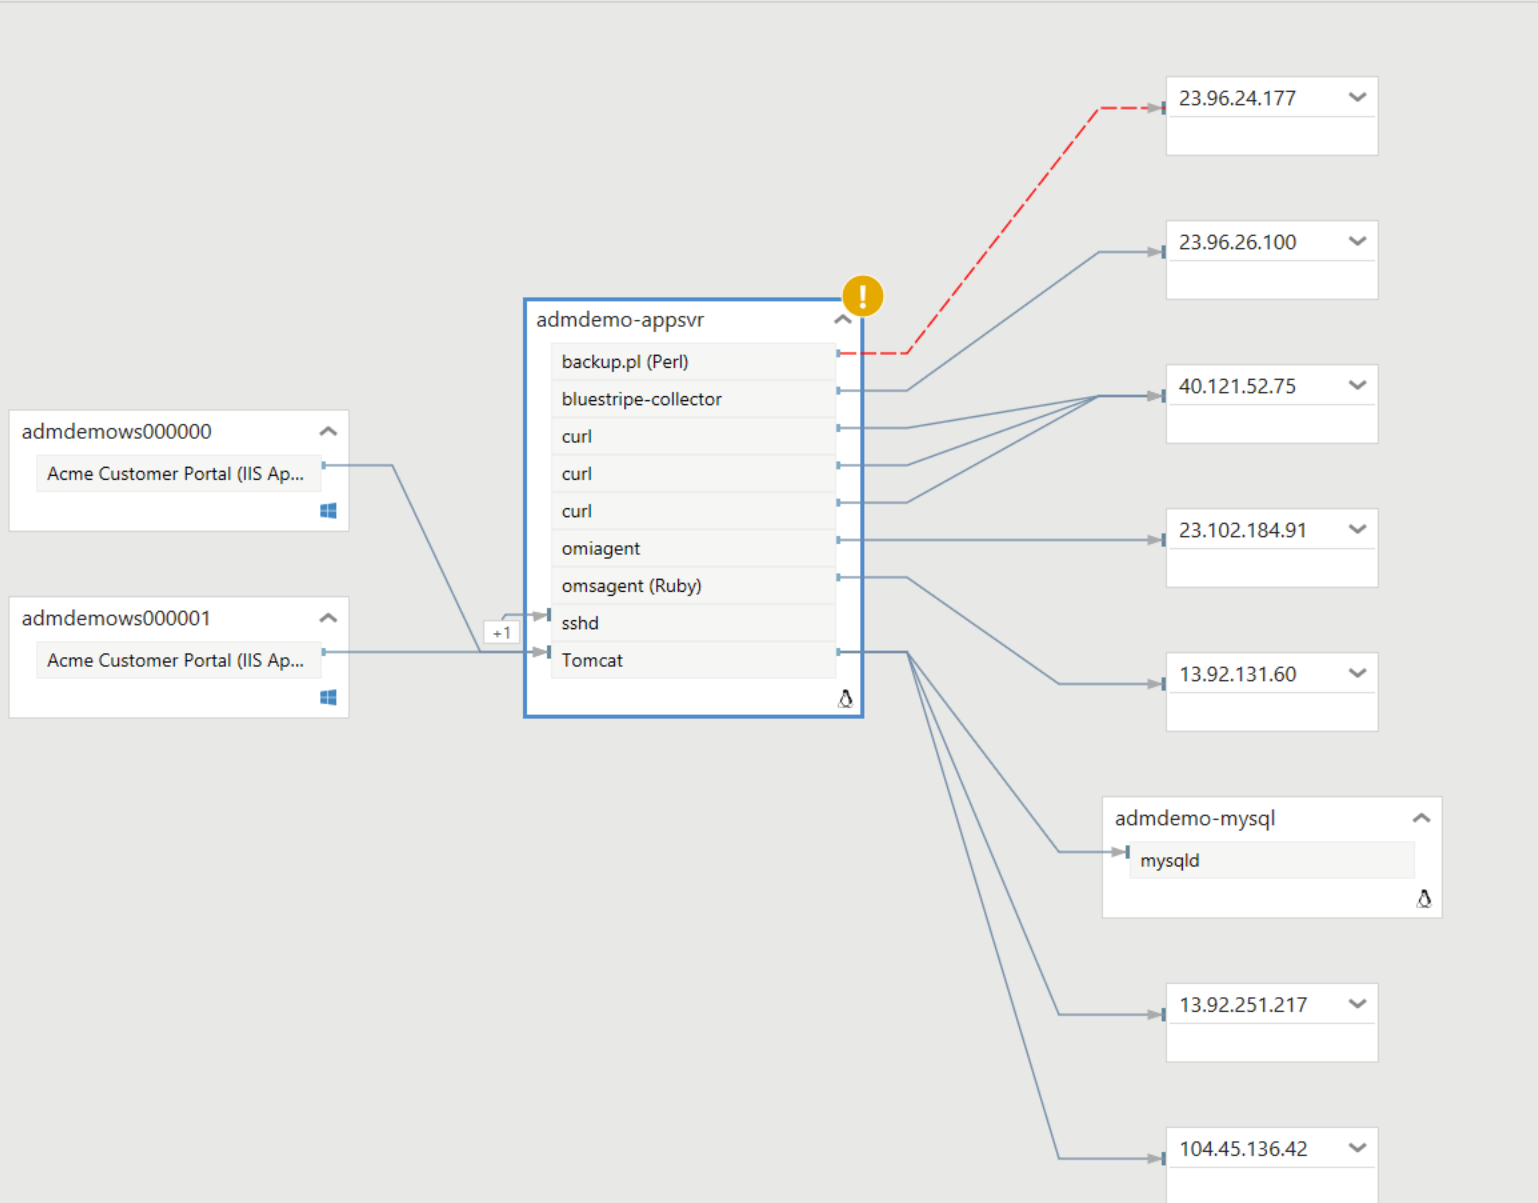 admdemows000000
Acme Customer Portal (IIS Ap...
admdemows000001
Acme Customer Portal (IIS Ap...
+1
!
admdemo-appsvr
backup.pl (Perl)
bluestripe-collector
curl
curl
curl
omiagent
omsagent (Ruby)
sshd
Tomcat
23.96.24.177
23.96.26.100
40.121.52.75
23.102.184.91
13.92.131.60
admdemo-mysql
mysqld
13.92.251.217
104.45.136.42